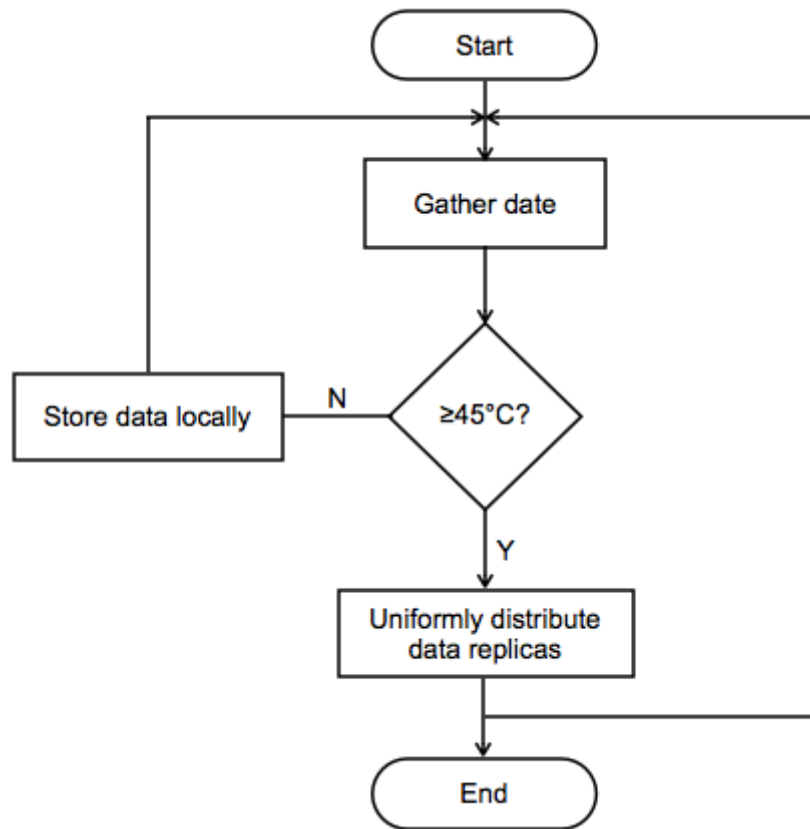 Start
Gather date
≥45°C?
N
Store data locally
Y
Uniformly distribute
data replicas
End